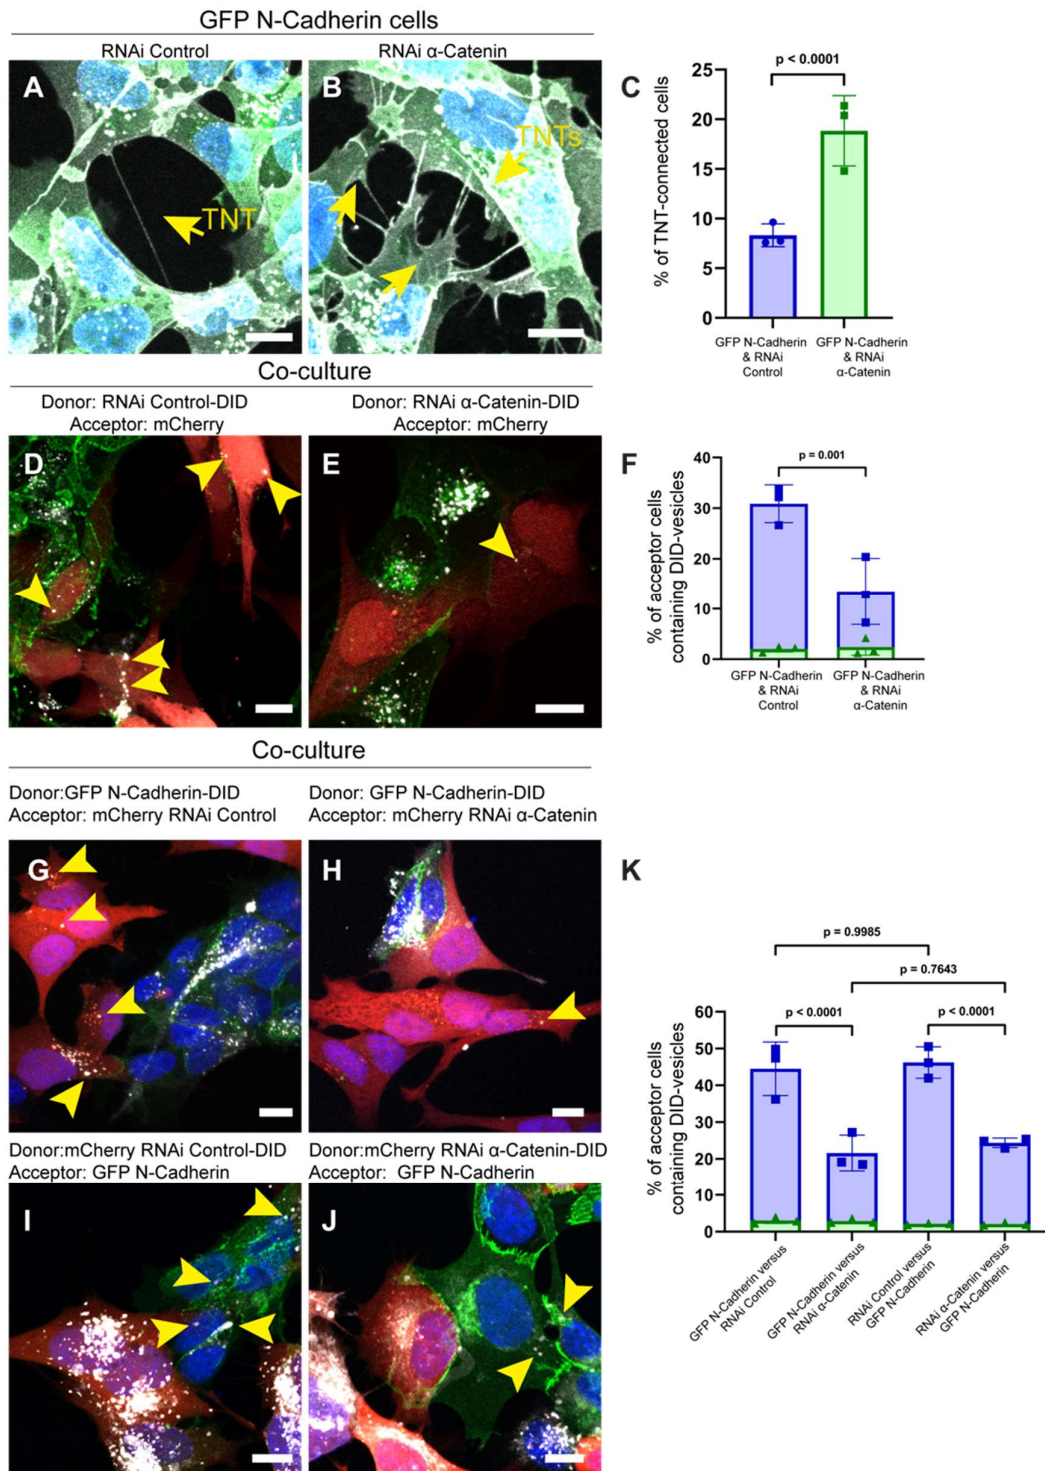 GFP N-Cadherin cells
RNAi Control
RNAi α-Catenin
A
TNT
B
TNTs
C
p < 0.0001
% of TNT-connected cells
25
20
15
10
5
0
GFP N-Cadherin
& RNAi
Control
GFP N-Cadherin
& RNAi
α-Catenin
Co-culture
Donor: RNAi Control-DID
Acceptor: mCherry
Donor: RNAi α-Catenin-DID
Acceptor: mCherry
D
E
F
p = 0.001
% of acceptor cells
containing DID-vesicles
40
30
20
10
0
GFP N-Cadherin
& RNAi
Control
GFP N-Cadherin
& RNAi
α-Catenin
Co-culture
Donor:GFP N-Cadherin-DID
Acceptor: mCherry RNAi Control
Donor: GFP N-Cadherin-DID
Acceptor: mCherry RNAi α-Catenin
G
H
Donor:mCherry RNAi Control-DID
Acceptor: GFP N-Cadherin
Donor:mCherry RNAi α-Catenin-DID
Acceptor: GFP N-Cadherin
I
J
K
p = 0.9985
p = 0.7643
p < 0.0001
p < 0.0001
% of acceptor cells
containing DID-vesicles
60
50
40
30
20
10
0
GFP N-Cadherin versus
RNAi Control
GFP N-Cadherin versus
RNAi α-Catenin
RNAi Control versus
GFP N-Cadherin
RNAi α-Catenin versus
GFP N-Cadherin